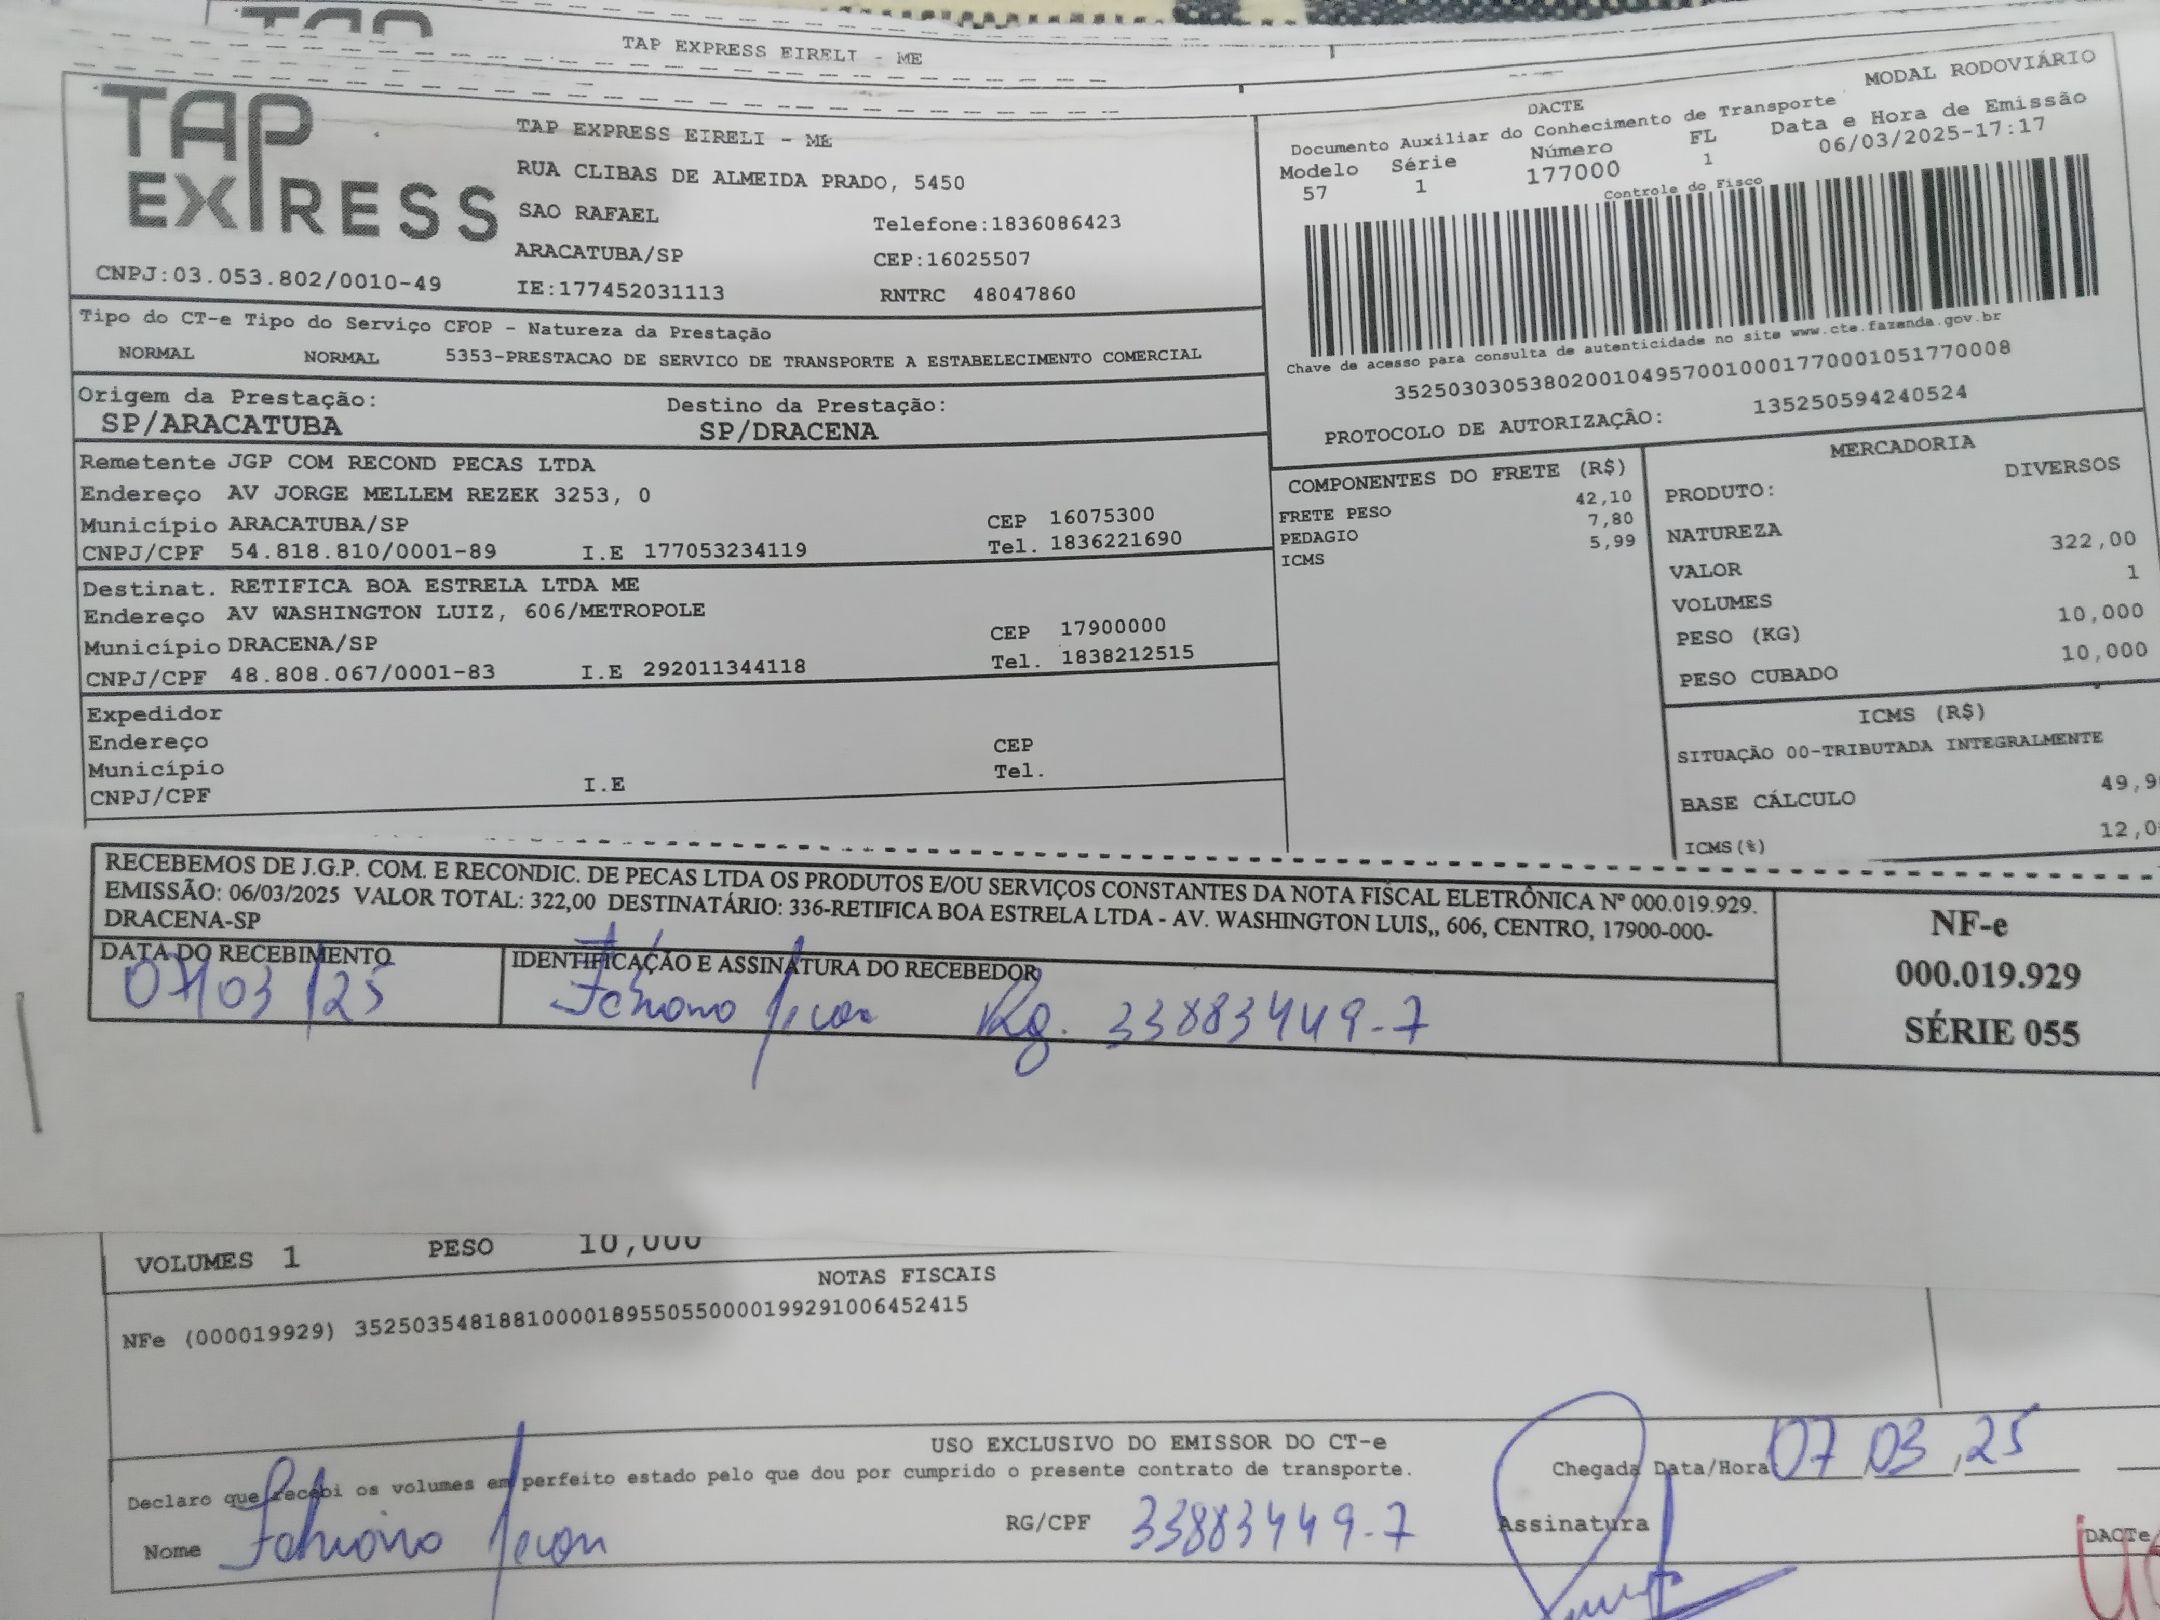 TAP EXPRESS EIRELI - ME
TAP EXPRESS
CNPJ:03.053.802/0010-49
TAP EXPRESS EIRELI - ME
RUA CLIBAS DE ALMEIDA PRADO, 5450
SAO RAFAEL Telefone:1836086423
ARACATUBA/SP CEP:16025507
IE:177452031113 RNTRC 48047860
DACTE MODAL RODOVIÁRIO
Documento Auxiliar do Conhecimento de Transporte
Modelo Série Número FL Data e Hora de Emissão
57 1 177000 1 06/03/2025-17:17
Controle do Fisco
Chave de acesso para consulta de autenticidade no site www.cte.fazenda.gov.br
35250303053802001049570010001770001051770008
PROTOCOLO DE AUTORIZAÇÂO: 135250594240524
Tipo do CT-e Tipo do Serviço CFOP - Natureza da Prestação
NORMAL NORMAL 5353-PRESTACAO DE SERVICO DE TRANSPORTE A ESTABELECIMENTO COMERCIAL
Origem da Prestação: Destino da Prestação:
SP/ARACATUBA SP/DRACENA
Remetente JGP COM RECOND PECAS LTDA
Endereço AV JORGE MELLEM REZEK 3253, 0
Município ARACATUBA/SP CEP 16075300
CNPJ/CPF 54.818.810/0001-89 I.E 177053234119 Tel. 1836221690
Destinat. RETIFICA BOA ESTRELA LTDA ME
Endereço AV WASHINGTON LUIZ, 606/METROPOLE
Município DRACENA/SP CEP 17900000
CNPJ/CPF 48.808.067/0001-83 I.E 292011344118 Tel. 1838212515
Expedidor
Endereço CEP
Município Tel.
CNPJ/CPF I.E
COMPONENTES DO FRETE (R$)
FRETE PESO 42,10
PEDAGIO 7,80
ICMS 5,99
MERCADORIA
PRODUTO: DIVERSOS
NATUREZA
VALOR 322,00
VOLUMES 1
PESO (KG) 10,000
PESO CUBADO 10,000
ICMS (R$)
SITUAÇÃO 00-TRIBUTADA INTEGRALMENTE
BASE CÁLCULO 49,9
ICMS(%) 12,0
RECEBEMOS DE J.G.P. COM. E RECONDIC. DE PECAS LTDA OS PRODUTOS E/OU SERVIÇOS CONSTANTES DA NOTA FISCAL ELETRÔNICA Nº 000.019.929.
EMISSÃO: 06/03/2025 VALOR TOTAL: 322,00 DESTINATÁRIO: 336-RETIFICA BOA ESTRELA LTDA - AV. WASHINGTON LUIS,, 606, CENTRO, 17900-000-
DRACENA-SP
DATA DO RECEBIMENTO IDENTIFICAÇÃO E ASSINATURA DO RECEBEDOR
07/03/25 Rg. 33883449-7
NF-e
000.019.929
SÉRIE 055
VOLUMES 1 PESO 10,000
NOTAS FISCAIS
NFe (000019929) 35250354818810000189550550000199291006452415
USO EXCLUSIVO DO EMISSOR DO CT-e
Declaro que recebi os volumes em perfeito estado pelo que dou por cumprido o presente contrato de transporte.
Chegada Data/Hora 07 03 25
Nome RG/CPF 33883449-7 Assinatura
DACTe